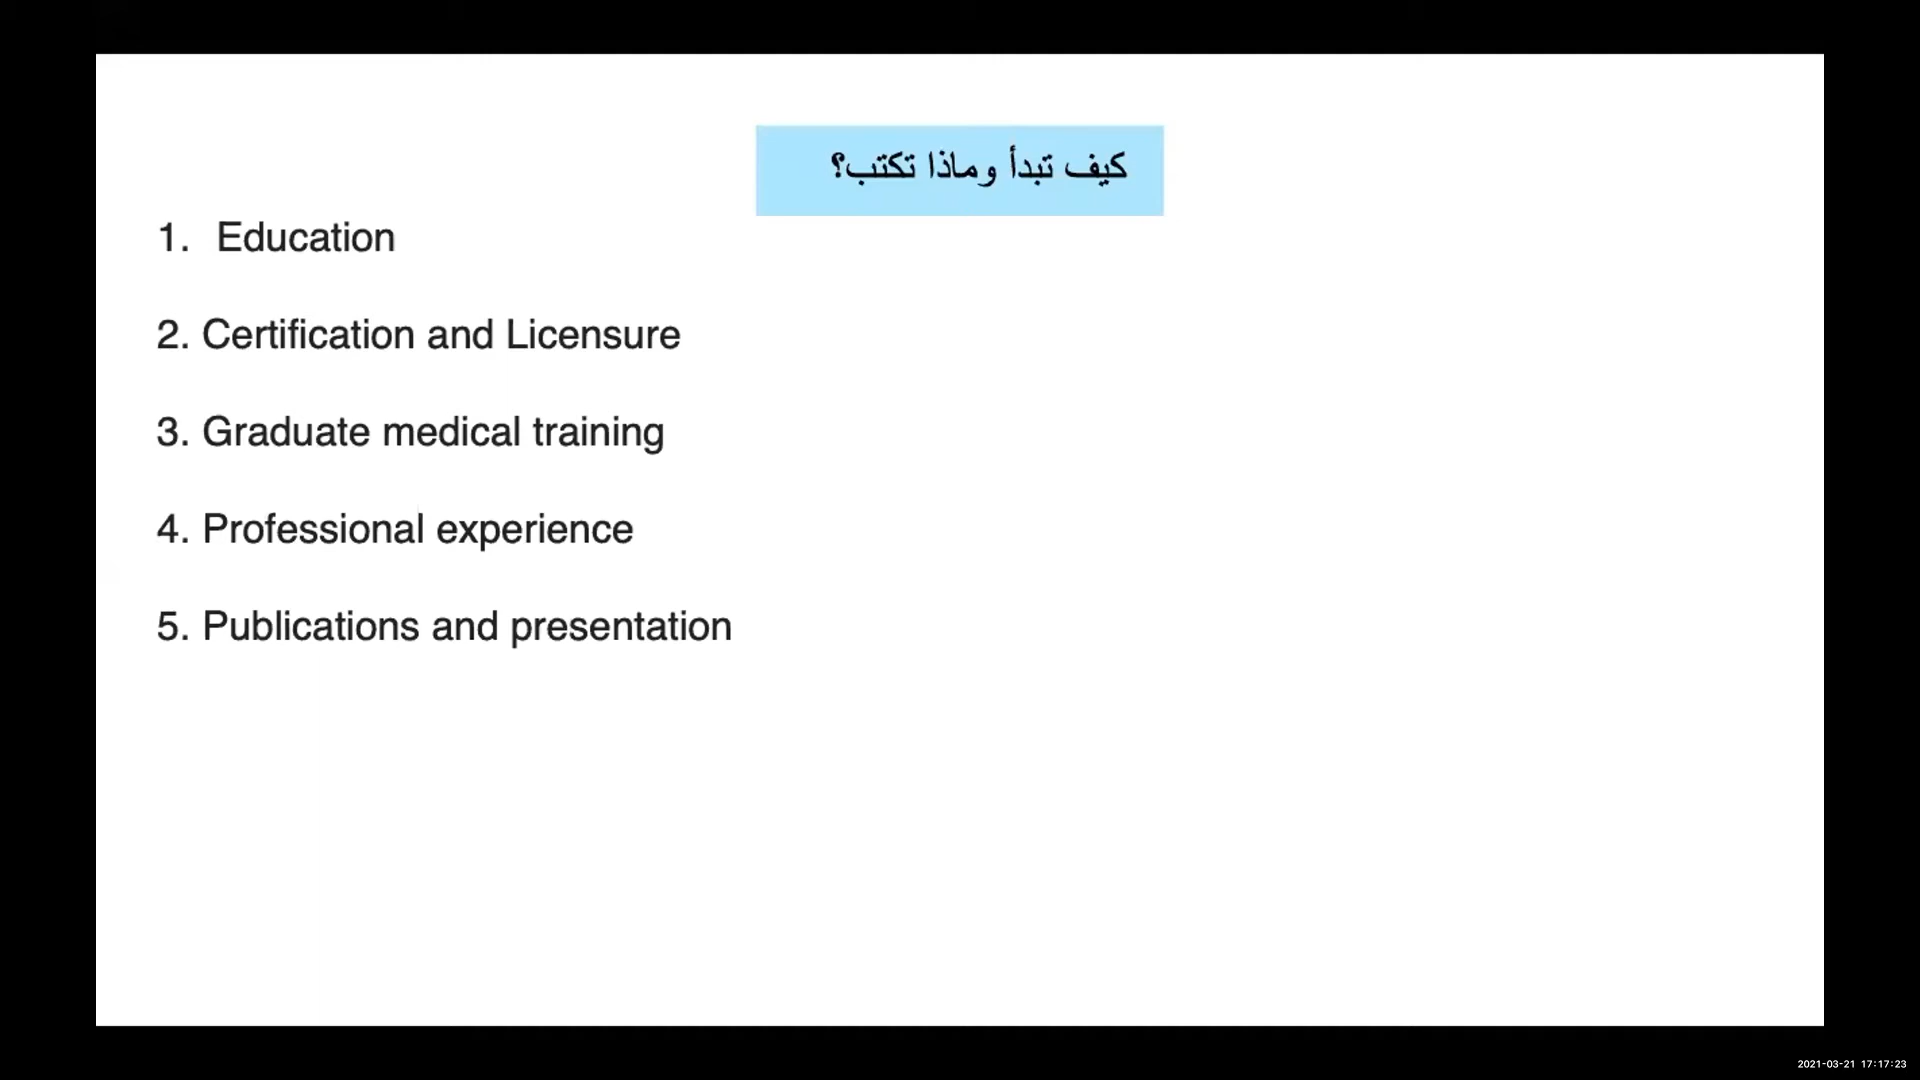 كيف تبدأ وماذا تكتب؟
1. Education
2. Certification and Licensure
3. Graduate medical training
4. Professional experience
5. Publications and presentation
2021-03-21 17:17:23